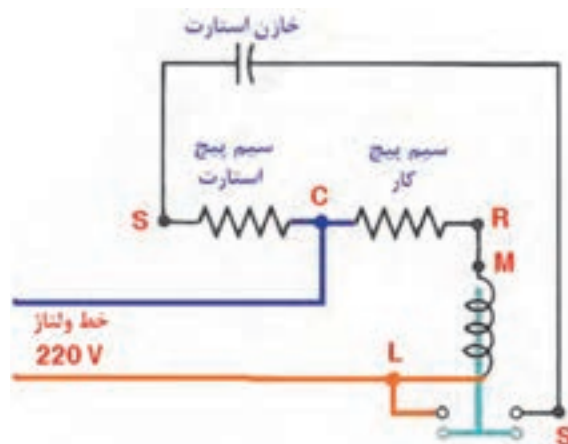 خازن استارت
سیم پیچ
استارت
سیم پیچ
کار
S
C
R
M
خط ولتاژ
220 V
L
S